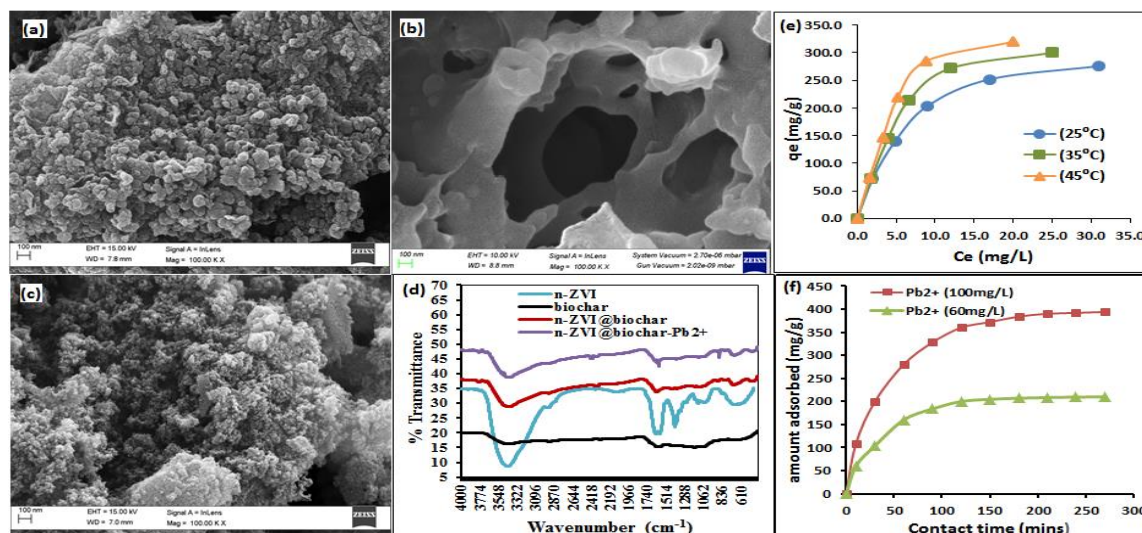 (a)
100 nm
EHT = 15.00 kV
WD = 7.8 mm
Signal A = InLens
Mag = 100.00 K X
ZEISS
(b)
100 nm
EHT = 10.00 kV
WD = 8.8 mm
Signal A = InLens
Mag = 100.00 K X
System Vacuum = 2.70e-06 mbar
Gun Vacuum = 2.02e-09 mbar
ZEISS
(c)
100 nm
EHT = 15.00 kV
WD = 7.0 mm
Signal A = InLens
Mag = 100.00 K X
ZEISS
(d)
n-ZVI
biochar
n-ZVI@biochar
n-ZVI@biochar-Pb2+
% Transmittance
70
65
60
55
50
45
40
35
30
25
20
15
10
5
4000 3774 3548 3322 3096 2870 2644 2418 2192 1966 1740 1514 1288 1062 836 610
Wavenumber (cm-1)
(e)
qe (mg/g)
350.0
300.0
250.0
200.0
150.0
100.0
50.0
0.0
(25°C)
(35°C)
(45°C)
0.0 5.0 10.0 15.0 20.0 25.0 30.0 35.0
Ce (mg/L)
(f)
Pb2+ (100mg/L)
Pb2+ (60mg/L)
amount adsorbed (mg/g)
500
450
400
350
300
250
200
150
100
50
0
0 50 100 150 200 250 300
Contact time (mins)